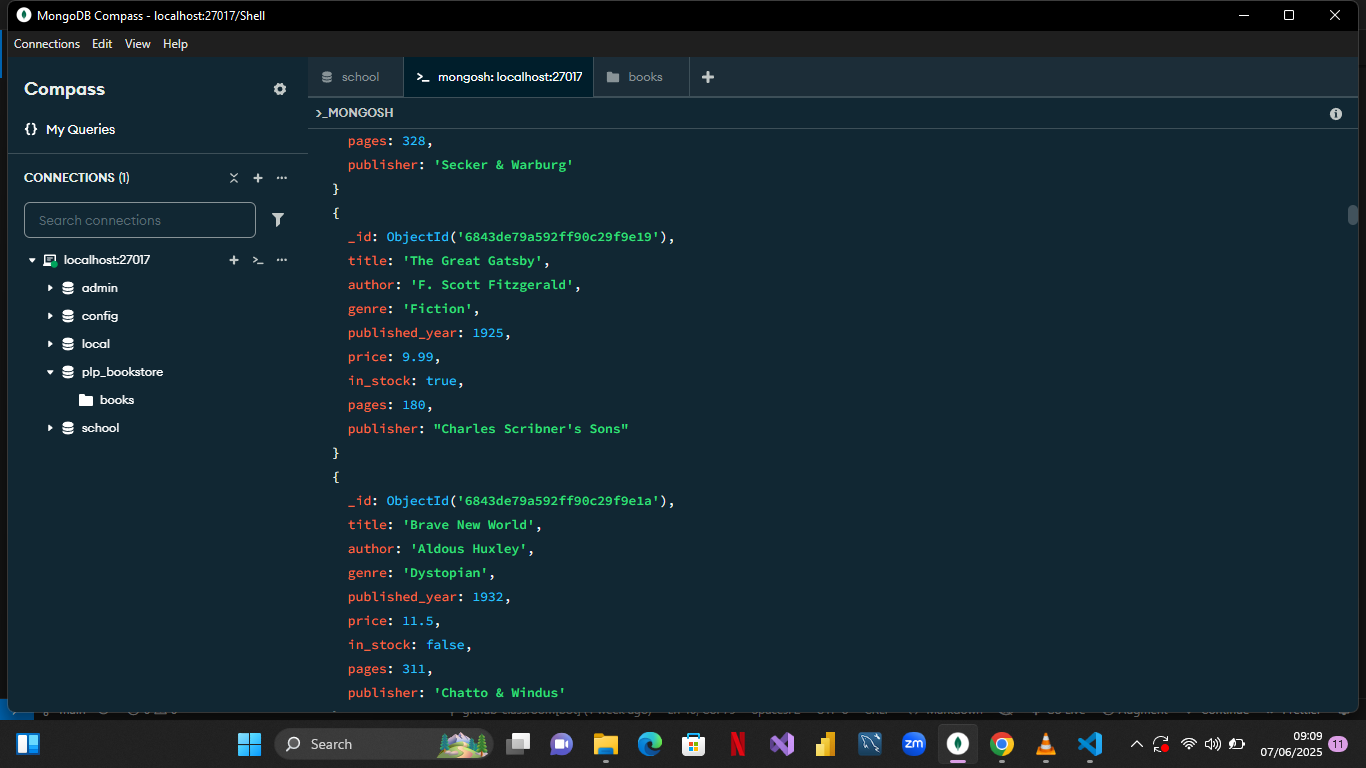 MongoDB Compass - localhost:27017/Shell
Connections Edit View Help
Compass
{} My Queries
CONNECTIONS (1)
Search connections
localhost:27017
admin
config
local
plp_bookstore
books
school
school
>_ mongosh: localhost:27017
books
>_MONGOSH
pages: 328,
publisher: 'Secker & Warburg'
}
{
_id: ObjectId('6843de79a592ff90c29f9e19'),
title: 'The Great Gatsby',
author: 'F. Scott Fitzgerald',
genre: 'Fiction',
published_year: 1925,
price: 9.99,
in_stock: true,
pages: 180,
publisher: "Charles Scribner's Sons"
}
{
_id: ObjectId('6843de79a592ff90c29f9e1a'),
title: 'Brave New World',
author: 'Aldous Huxley',
genre: 'Dystopian',
published_year: 1932,
price: 11.5,
in_stock: false,
pages: 311,
publisher: 'Chatto & Windus'
Search
zm
09:09
07/06/2025
11